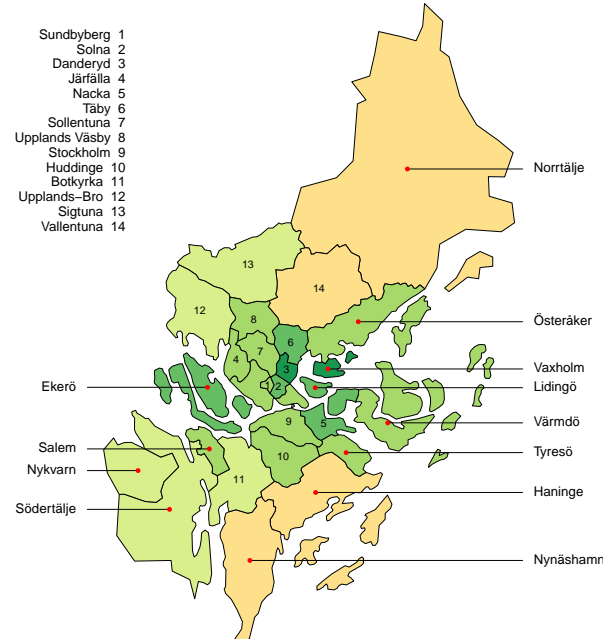 Sundbyberg 1
Solna 2
Danderyd 3
Järfälla 4
Nacka 5
Täby 6
Sollentuna 7
Upplands Väsby 8
Stockholm 9
Huddinge 10
Botkyrka 11
Upplands−Bro 12
Sigtuna 13
Vallentuna 14
Norrtälje
13
14
12
8
Österåker
6
7
4
3
Vaxholm
1
2
Ekerö
Lidingö
9
5
Värmdö
Salem
Tyresö
10
Nykvarn
11
Haninge
Södertälje
Nynäshamn